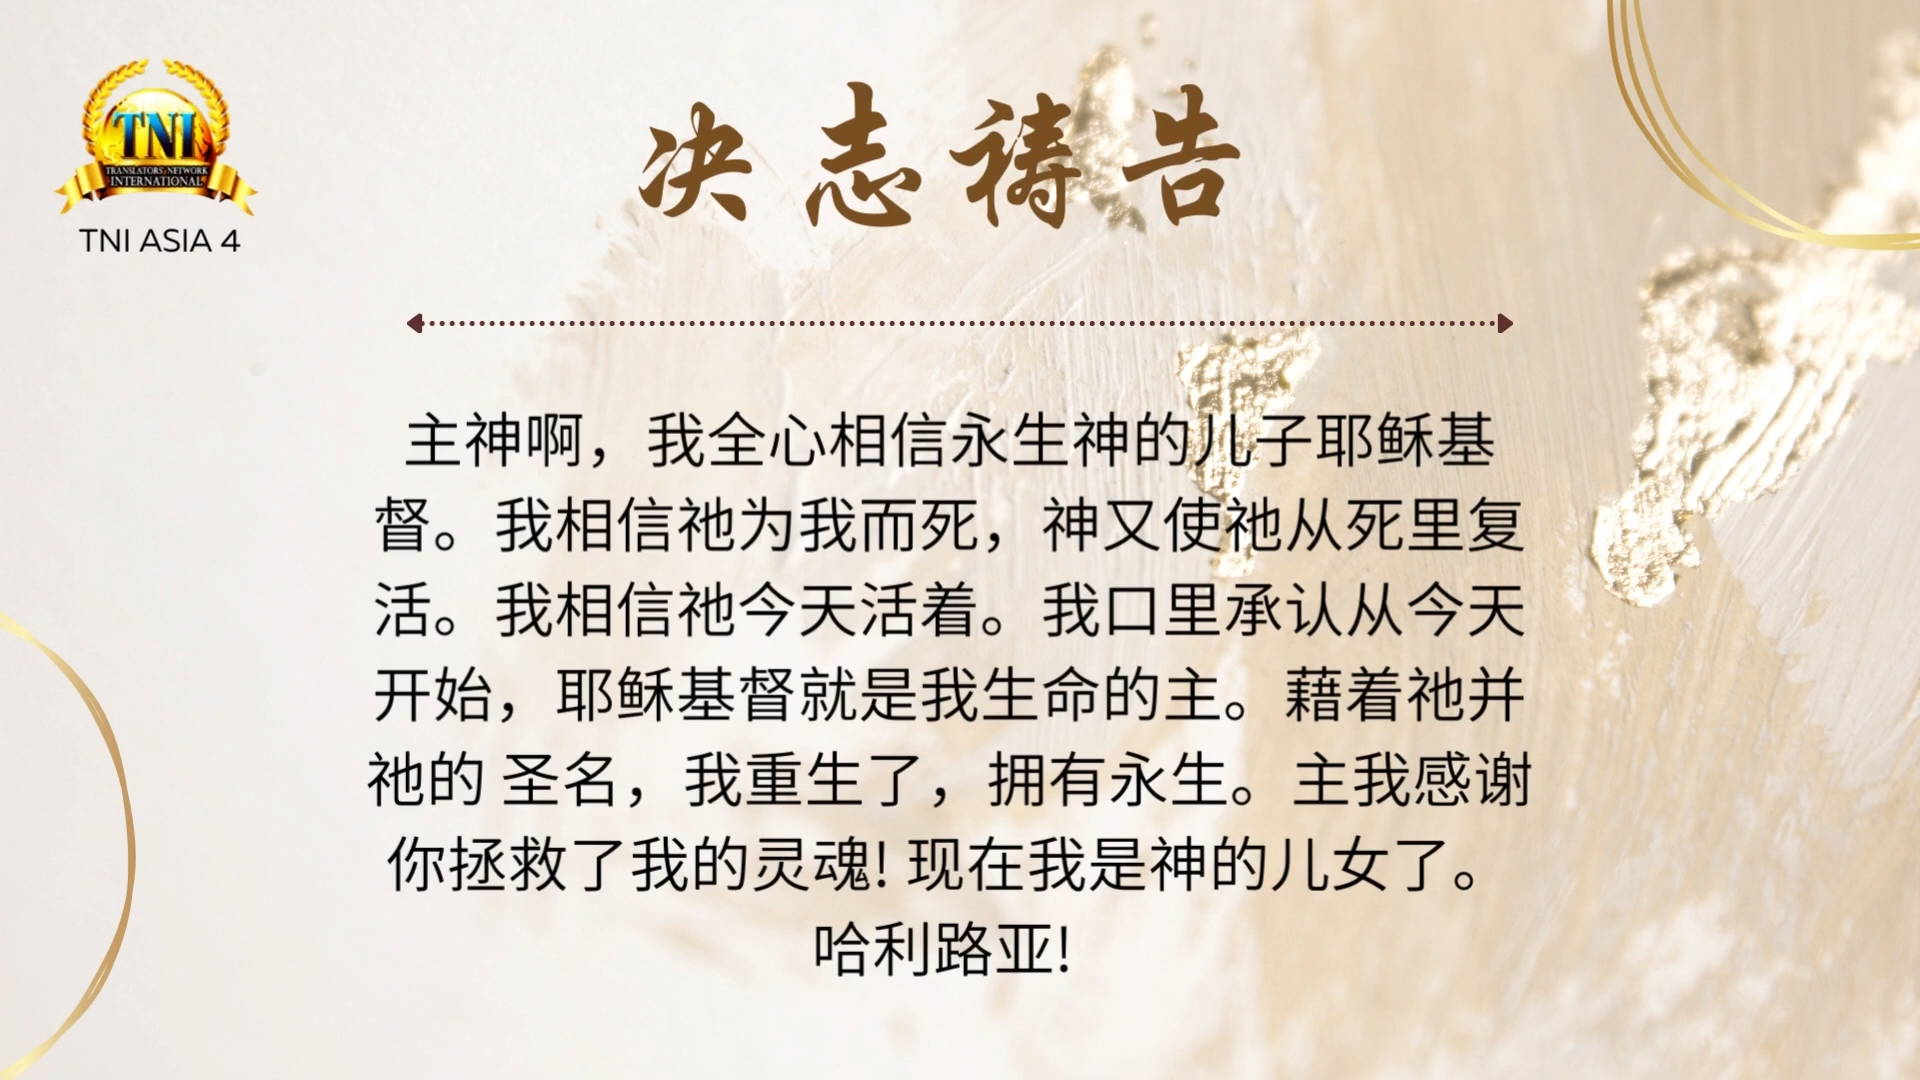 TNI
TRANSLATORS' NETWORK
INTERNATIONAL
TNI ASIA 4
决志祷告
主神啊，我全心相信永生神的儿子耶稣基
督。我相信祂为我而死，神又使祂从死里复
活。我相信祂今天活着。我口里承认从今天
开始，耶稣基督就是我生命的主。藉着祂并
祂的 圣名，我重生了，拥有永生。主我感谢
你拯救了我的灵魂! 现在我是神的儿女了。
哈利路亚!